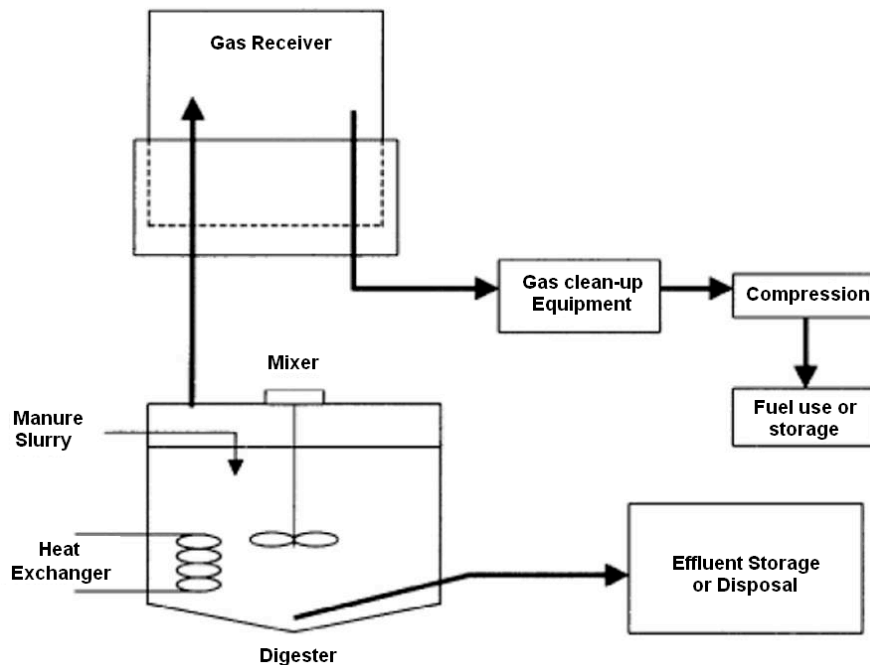 Gas Receiver
Gas clean-up
Equipment
Compression
Mixer
Manure
Slurry
Fuel use or
storage
Heat
Exchanger
Effluent Storage
or Disposal
Digester